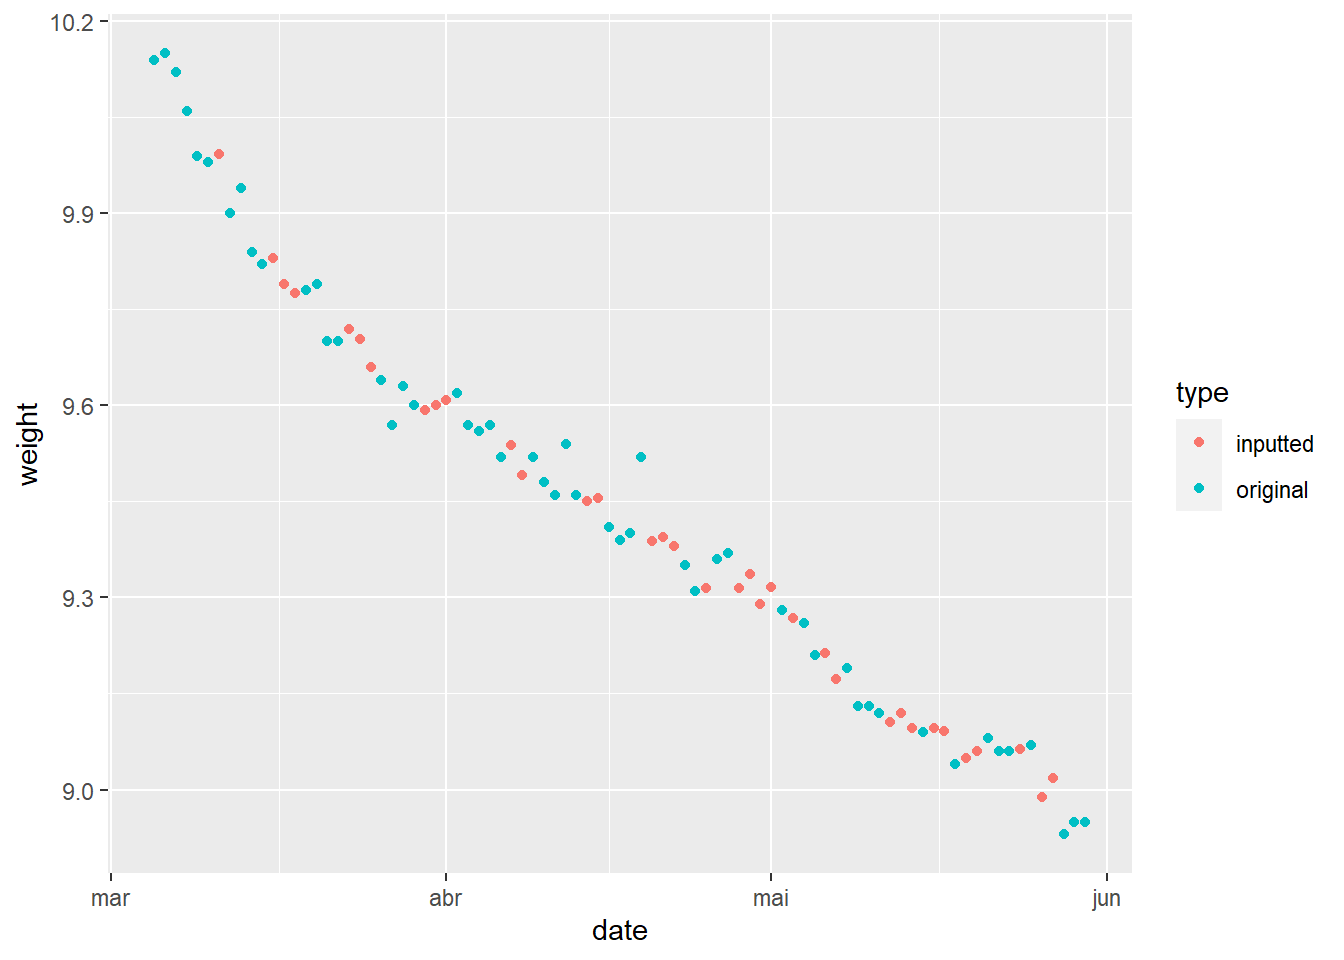 10.2
9.9
9.6
9.3
9.0
weight
mar abr mai jun
date
type
inputted
original